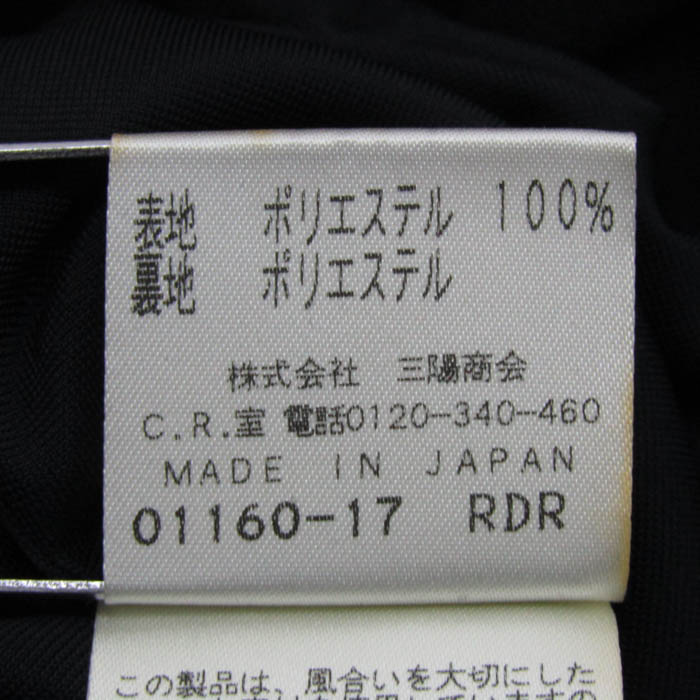 表地 ポリエステル 100%
裏地 ポリエステル
株式会社 三陽商会
C.R.室 電話0120-340-460
MADE IN JAPAN
01160-17 RDR
この製品は、風合いを大切にした